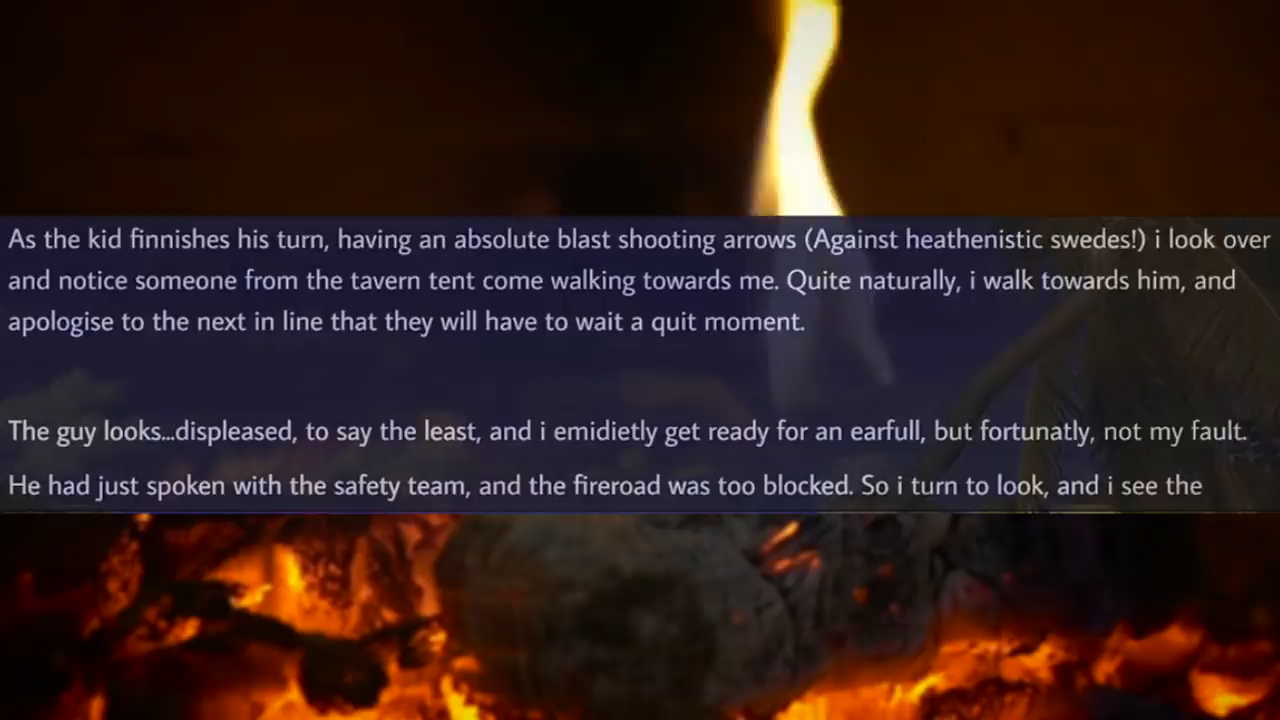 As the kid finnishes his turn, having an absolute blast shooting arrows (Against heathenistic swedes!) i look over
and notice someone from the tavern tent come walking towards me. Quite naturally, i walk towards him, and
apologise to the next in line that they will have to wait a quit moment.
The guy looks...displeased, to say the least, and i emidietly get ready for an earfull, but fortunatly, not my fault.
He had just spoken with the safety team, and the fireroad was too blocked. So i turn to look, and i see the